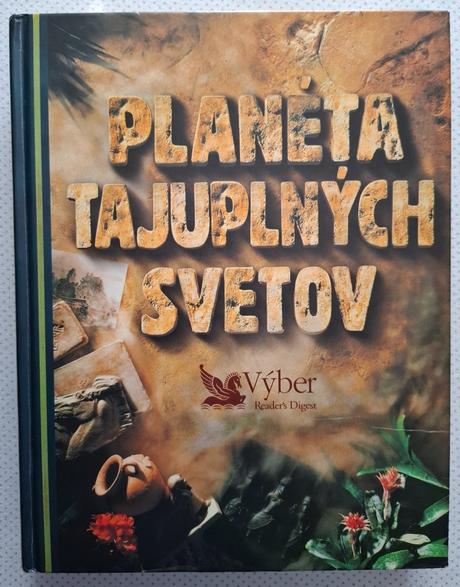 PLANÉTA
TAJUPLNÝCH
SVETOV
Výber
Reader's Digest